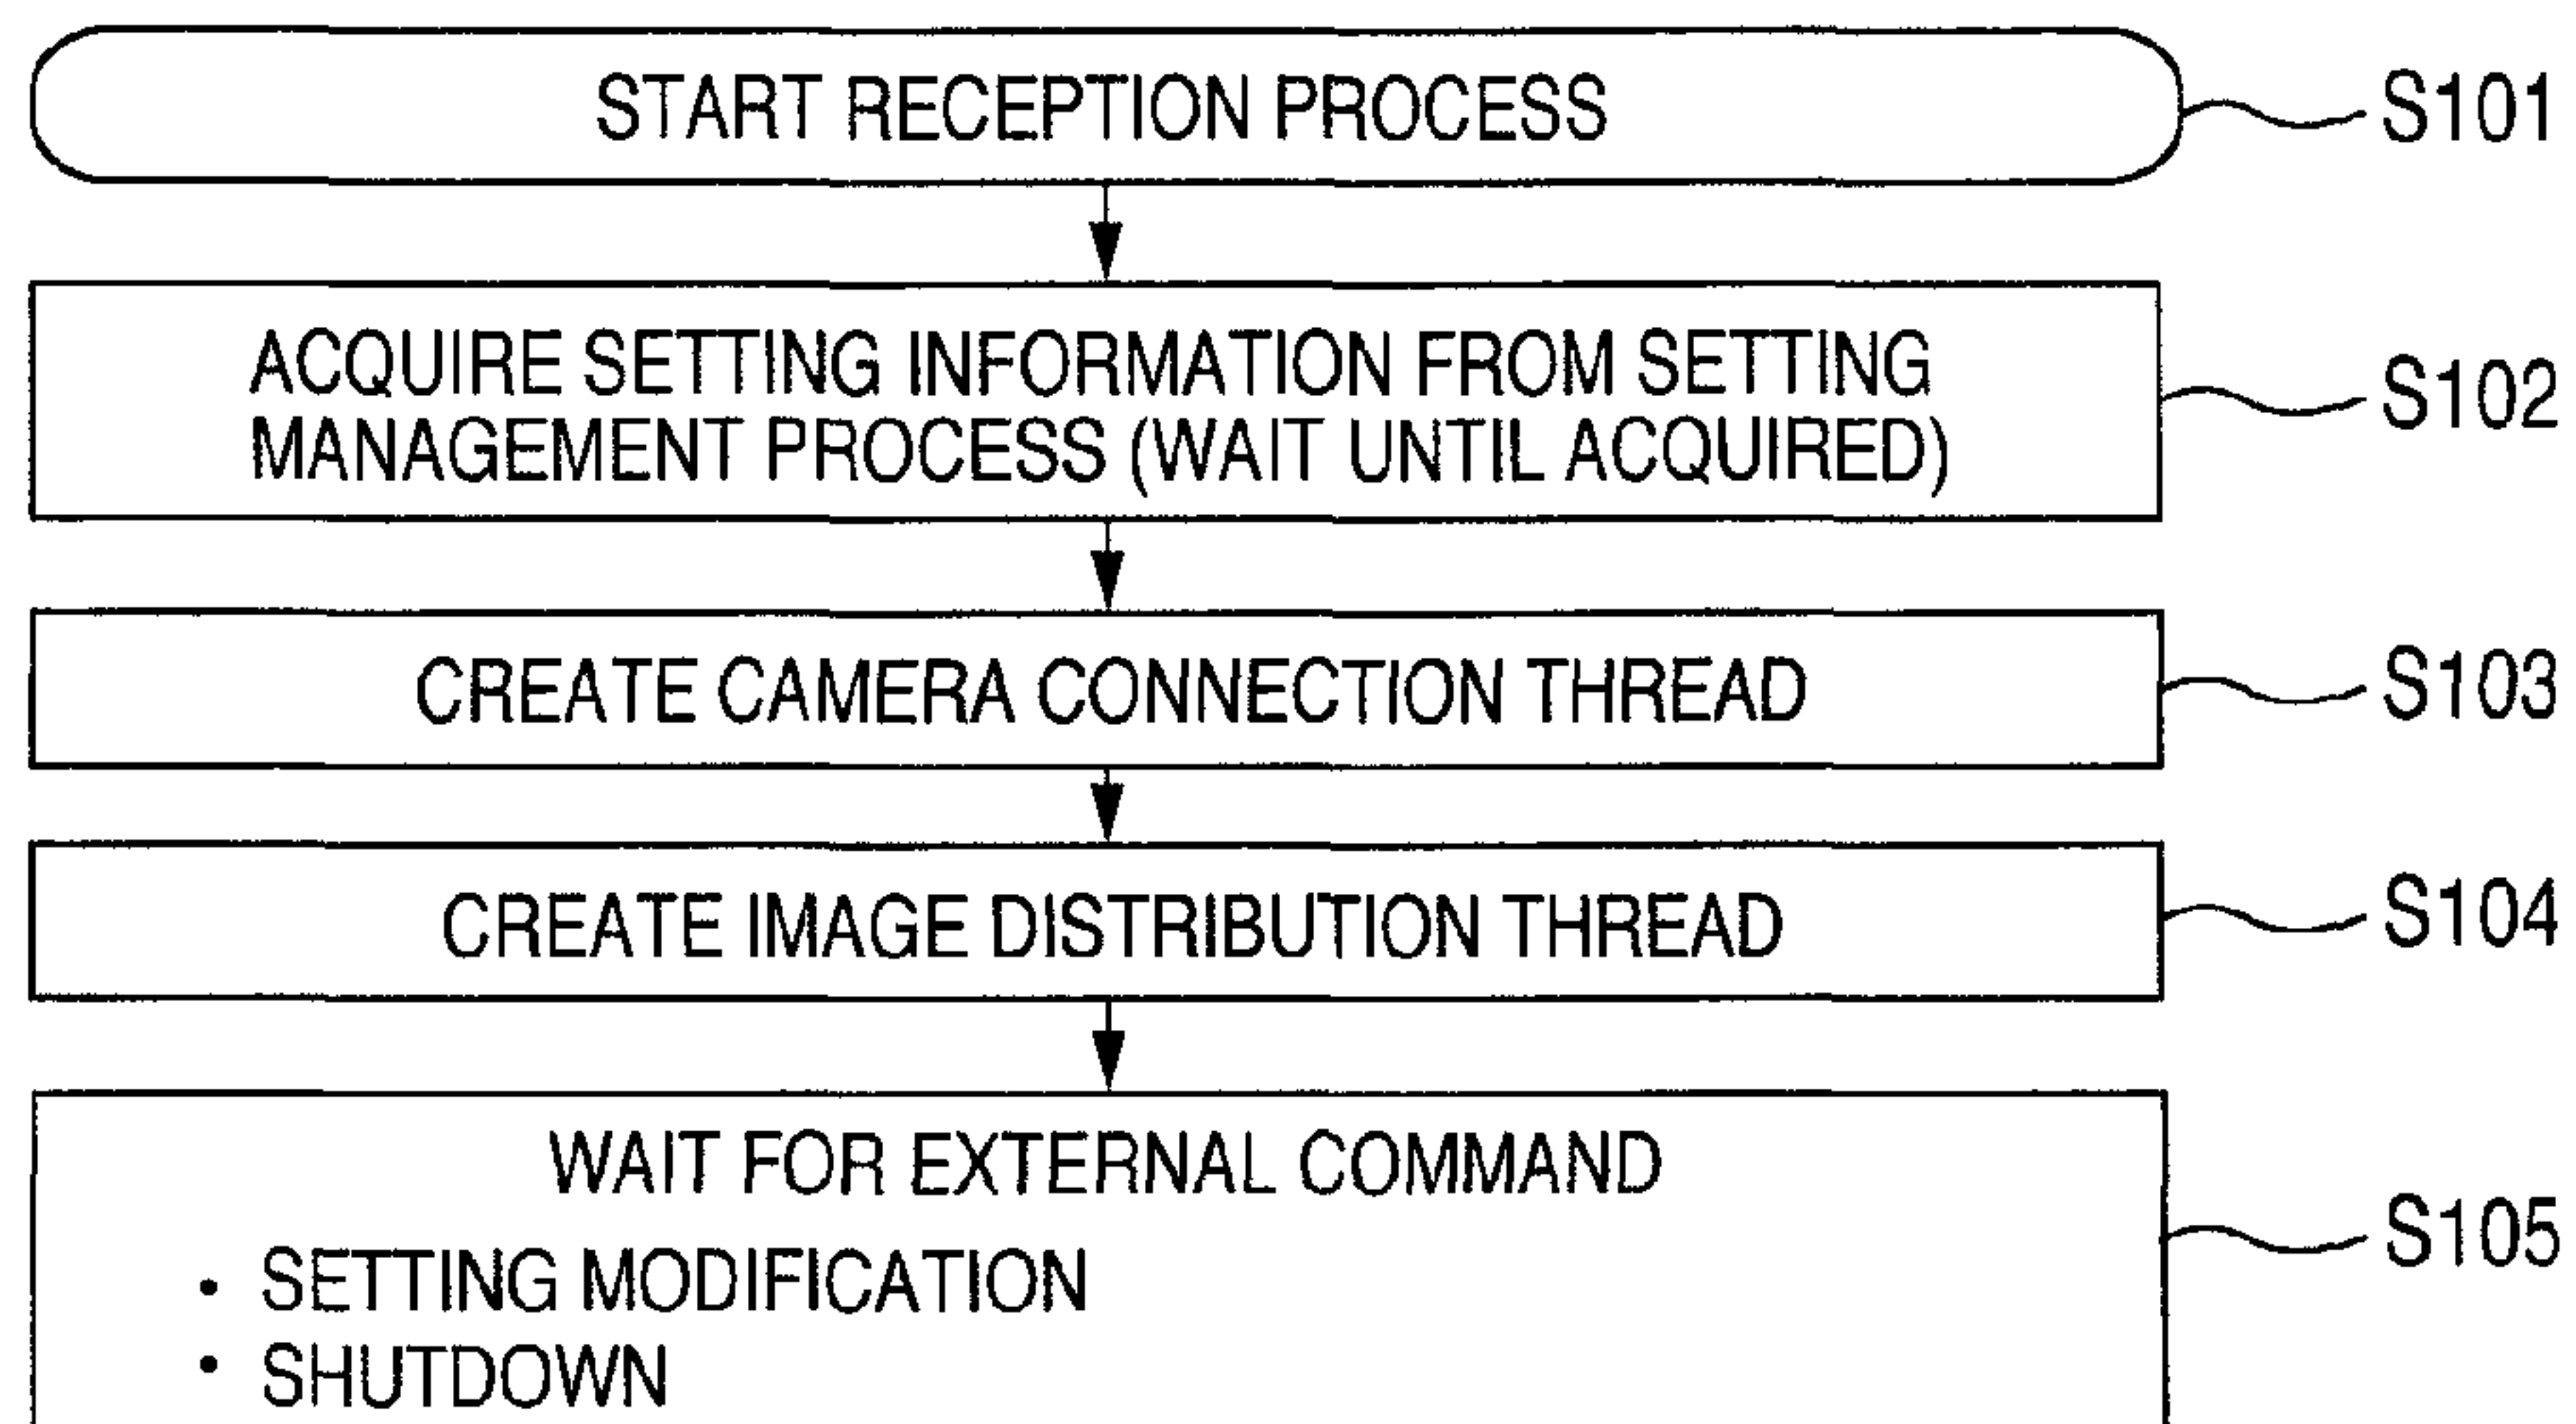 START RECEPTION PROCESS
S101
ACQUIRE SETTING INFORMATION FROM SETTING
MANAGEMENT PROCESS (WAIT UNTIL ACQUIRED)
S102
CREATE CAMERA CONNECTION THREAD
S103
CREATE IMAGE DISTRIBUTION THREAD
S104
WAIT FOR EXTERNAL COMMAND
• SETTING MODIFICATION
• SHUTDOWN
S105